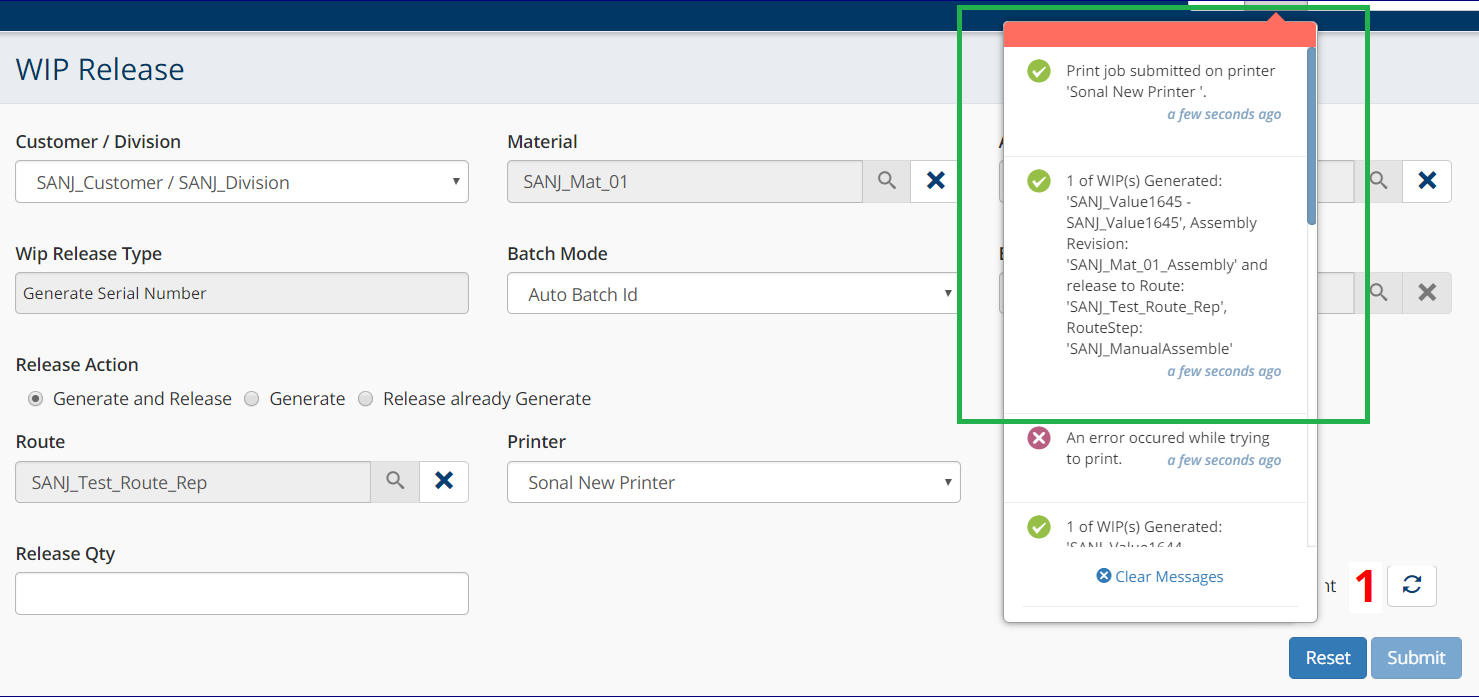 WIP Release
Customer / Division
SANJ_Customer / SANJ_Division
Material
SANJ_Mat_01
Wip Release Type
Generate Serial Number
Batch Mode
Auto Batch Id
Release Action
Generate and Release
Generate
Release already Generate
Route
SANJ_Test_Route_Rep
Printer
Sonal New Printer
Release Qty
Print job submitted on printer
'Sonal New Printer '.
a few seconds ago
1 of WIP(s) Generated:
'SANJ_Value1645 -
SANJ_Value1645', Assembly
Revision:
'SANJ_Mat_01_Assembly' and
release to Route:
'SANJ_Test_Route_Rep',
RouteStep:
'SANJ_ManualAssemble'
a few seconds ago
An error occured while trying
to print.
a few seconds ago
1 of WIP(s) Generated:
'SANJ_Value1644
Clear Messages
1
Reset
Submit